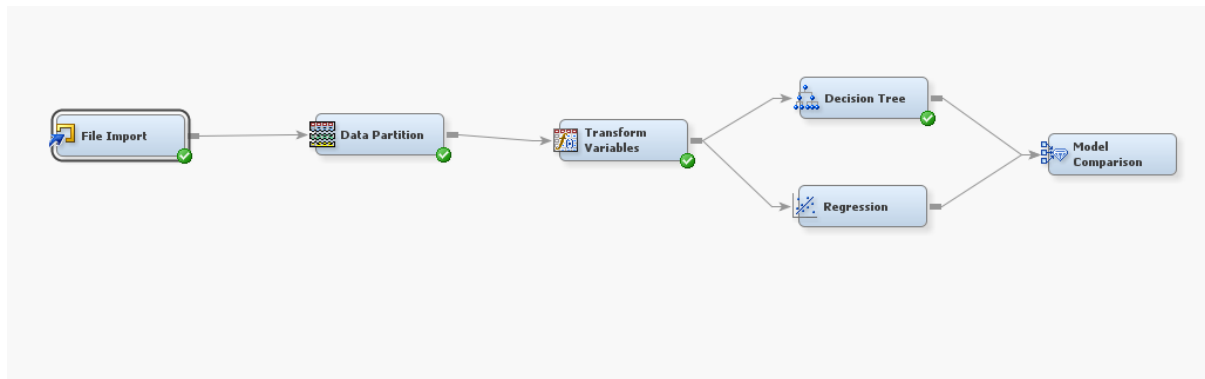 File Import
Data Partition
Transform
Variables
Decision Tree
Regression
Model
Comparison